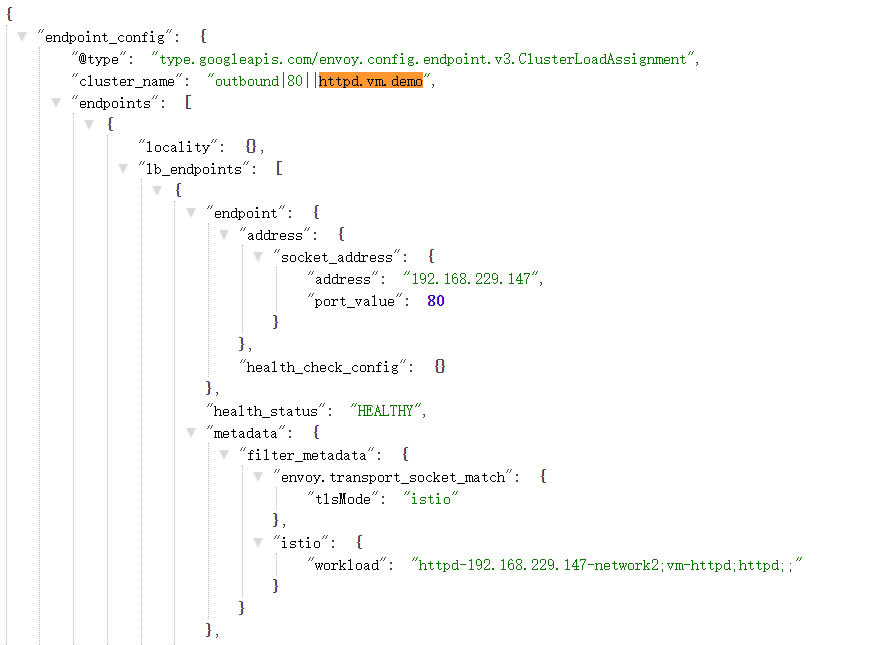 {
"endpoint_config": {
"@type": "type.googleapis.com/envoy.config.endpoint.v3.ClusterLoadAssignment",
"cluster_name": "outbound|80||httpd.vm.demo",
"endpoints": [
{
"locality": {},
"lb_endpoints": [
{
"endpoint": {
"address": {
"socket_address": {
"address": "192.168.229.147",
"port_value": 80
}
},
"health_check_config": {}
},
"health_status": "HEALTHY",
"metadata": {
"filter_metadata": {
"envoy.transport_socket_match": {
"tlsMode": "istio"
},
"istio": {
"workload": "httpd-192.168.229.147-network2;vm-httpd;httpd;;"
}
}
},